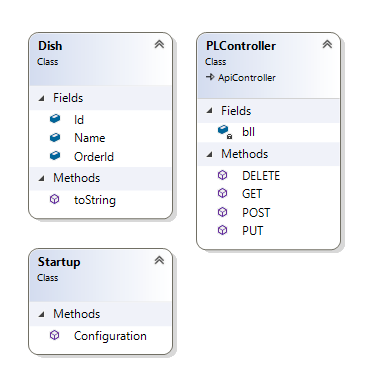 Dish
Class
Fields
Id
Name
OrderId
Methods
toString
PLController
Class
ApiController
Fields
bll
Methods
DELETE
GET
POST
PUT
Startup
Class
Methods
Configuration